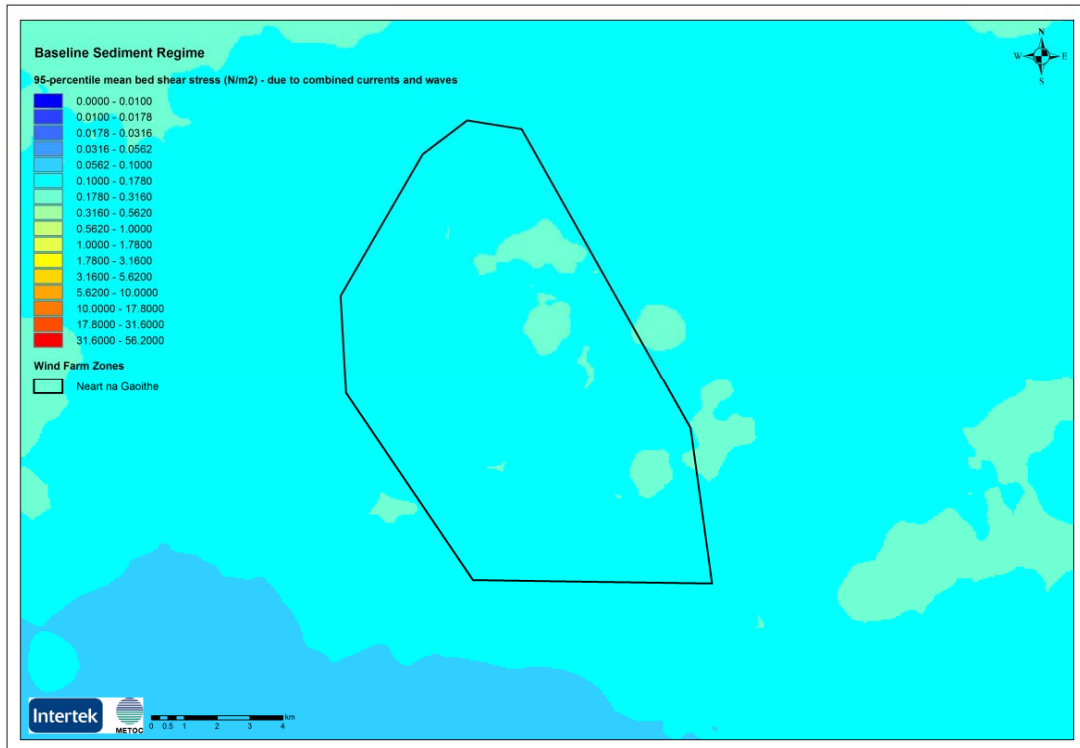 Baseline Sediment Regime
95-percentile mean bed shear stress (N/m2) - due to combined currents and waves
0.0000 - 0.0100
0.0100 - 0.0178
0.0178 - 0.0316
0.0316 - 0.0562
0.0562 - 0.1000
0.1000 - 0.1780
0.1780 - 0.3160
0.3160 - 0.5620
0.5620 - 1.0000
1.0000 - 1.7800
1.7800 - 3.1600
3.1600 - 5.6200
5.6200 - 10.0000
10.0000 - 17.8000
17.8000 - 31.6000
31.6000 - 56.2000
Wind Farm Zones
Neart na Gaoithe
N
W E
S
Intertek
METOC
km
0 0.5 1 2 3 4